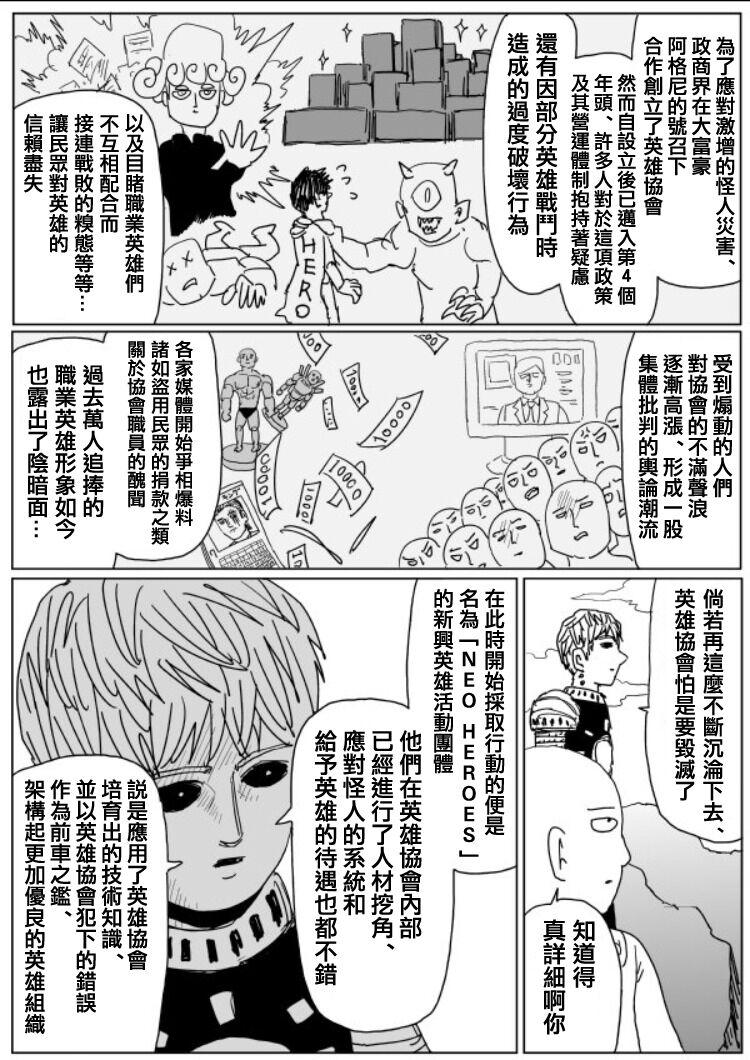 為了應對激增的怪人災害、
政商界在大富豪
阿格尼的號召下
合作創立了英雄協會
然而自設立後已邁入第4個
年頭、許多人對於這項政策
及其營運體制抱持著疑慮
還有因部分英雄戰鬥時
造成的過度破壞行為
HERO
以及目睹職業英雄們
不互相配合而
接連戰敗的糗態等等…
讓民眾對英雄的
信賴盡失
受到煽動的人們
對協會的不滿聲浪
逐漸高漲、形成一股
集體批判的輿論潮流
10000
10000
10000
各家媒體開始爭相爆料
諸如盜用民眾的捐款之類
關於協會職員的醜聞
過去萬人追捧的
職業英雄形象如今
也露出了陰暗面…
倘若再這麼不斷沉淪下去、
英雄協會怕是要毀滅了
知道得
真詳細啊你
在此時開始採取行動的便是
名為「NEO HEROES」
的新興英雄活動團體
他們在英雄協會內部
已經進行了人材挖角、
應對怪人的系統和
給予英雄的待遇也都不錯
說是應用了英雄協會
培育出的技術知識、
並以英雄協會犯下的錯誤
作為前車之鑑、
架構起更加優良的英雄組織